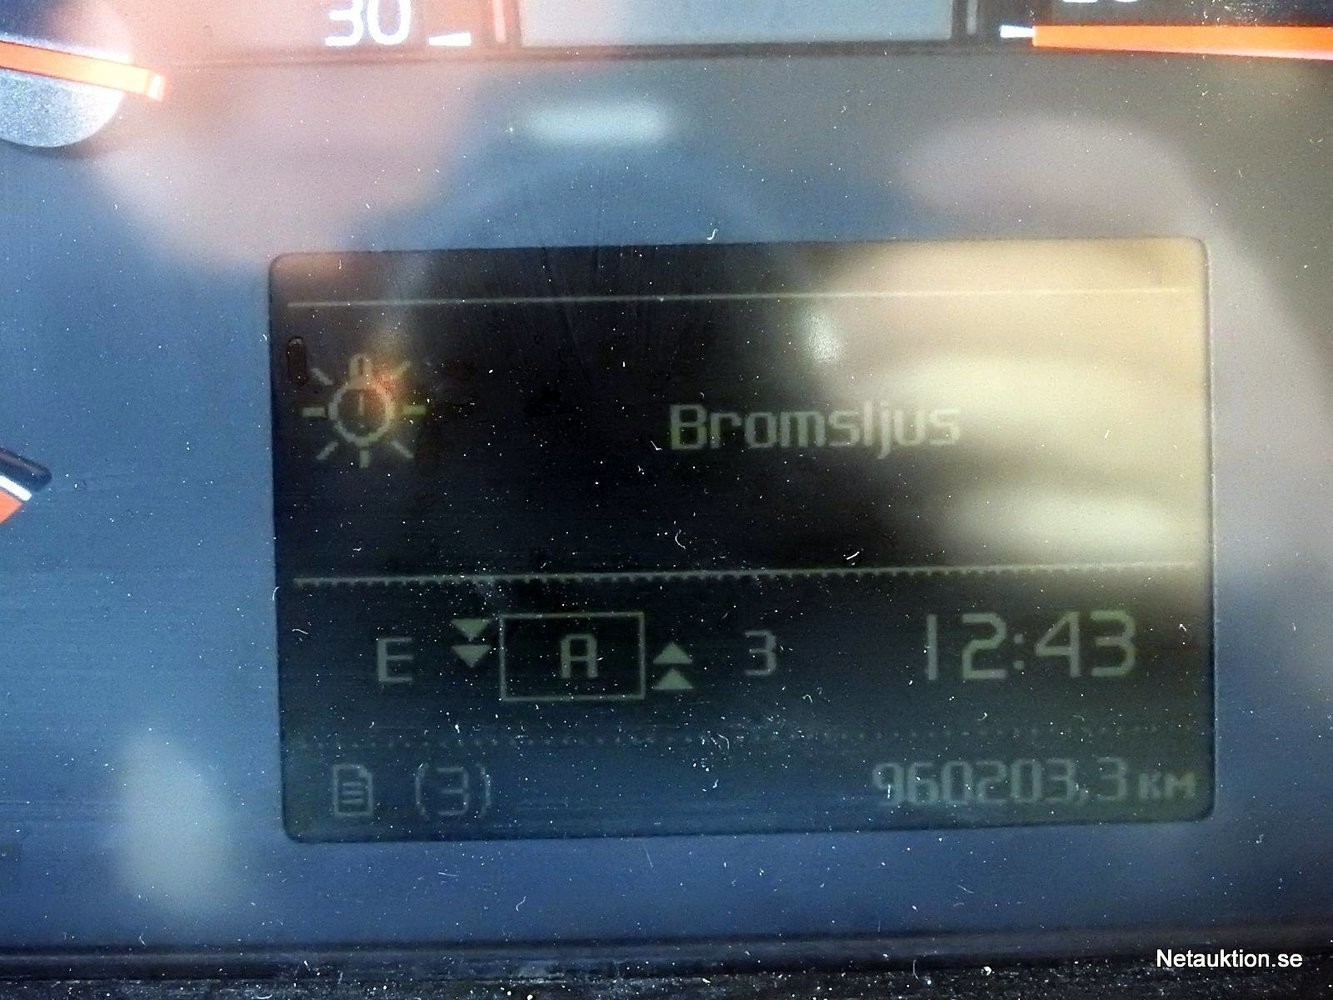 30
Bromsljus
E A 3 12:43
(3) 960203,3 KM
Netauktion.se